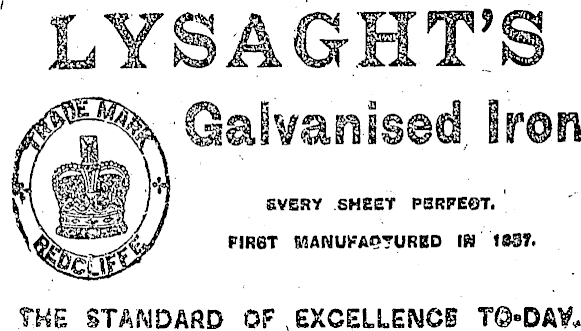 LYSAGHT'S
Galvanised Iron
TRADE MARK
REDCLIFFE
EVERY SHEET PERFECT.
FIRST MANUFACTURED IN 1857.
THE STANDARD OF EXCELLENCE TO-DAY.